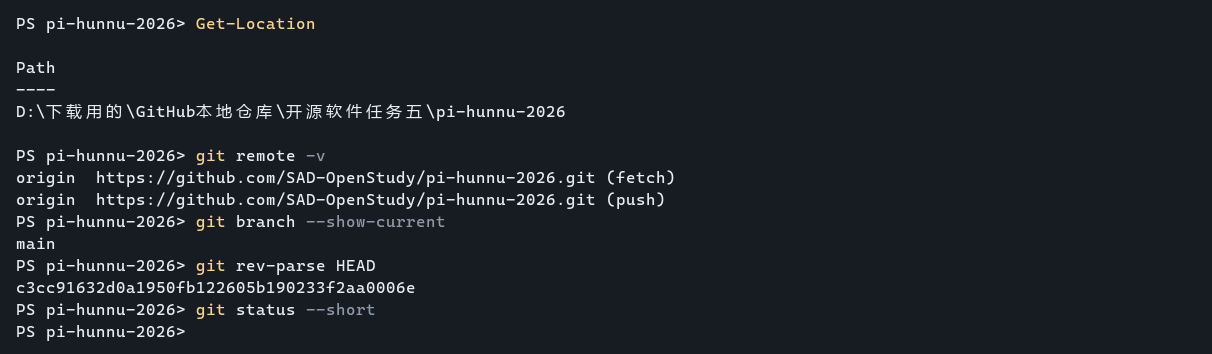 PS pi-hunnu-2026> Get-Location
Path
----
D:\下载用的\GitHub本地仓库\开源软件任务五\pi-hunnu-2026
PS pi-hunnu-2026> git remote -v
origin  https://github.com/SAD-OpenStudy/pi-hunnu-2026.git (fetch)
origin  https://github.com/SAD-OpenStudy/pi-hunnu-2026.git (push)
PS pi-hunnu-2026> git branch --show-current
main
PS pi-hunnu-2026> git rev-parse HEAD
c3cc91632d0a1950fb122605b190233f2aa0006e
PS pi-hunnu-2026> git status --short
PS pi-hunnu-2026>